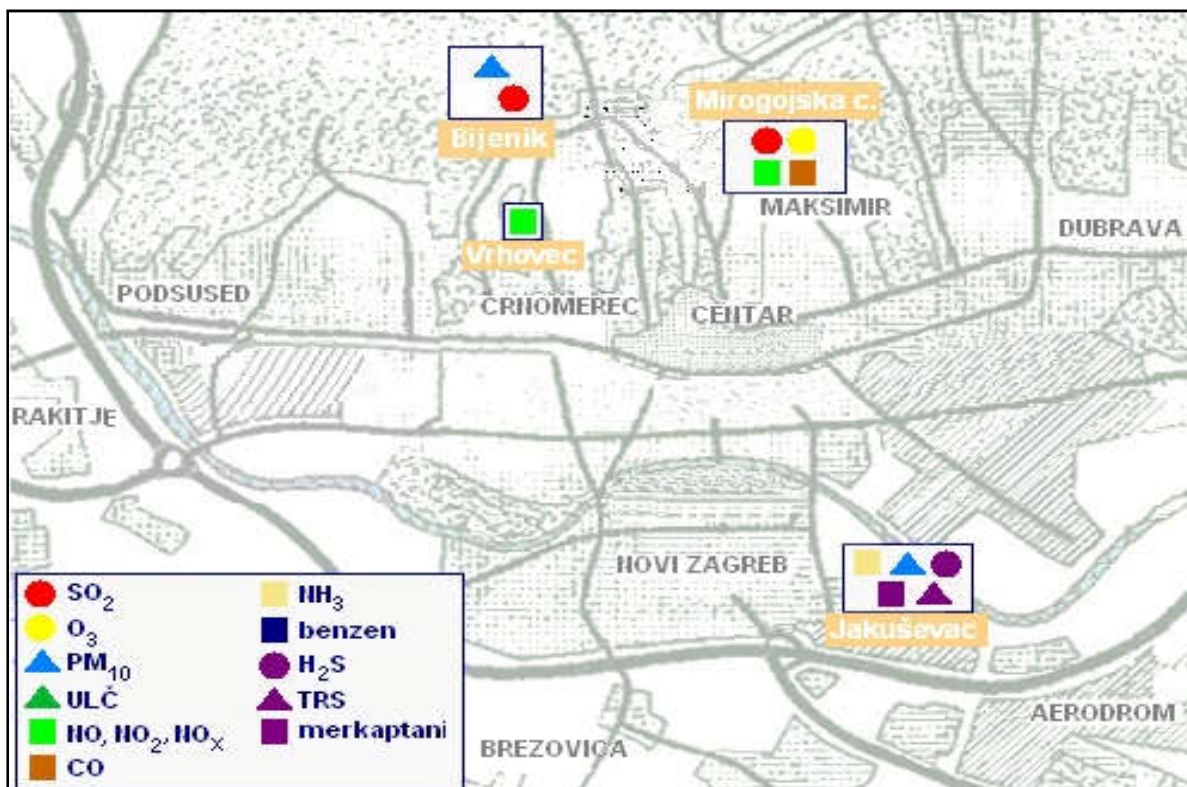 Bijenik
Mirogojska c.
MAKSIMIR
Vrhovec
DUBRAVA
PODSUSED
ČRNOMEREC
CENTAR
RAKITJE
NOVI ZAGREB
Jakuševac
AERODROM
BREZOVICA
SO2
O3
PM10
ULČ
NO, NO2, NOX
CO
NH3
benzen
H2S
TRS
merkaptani